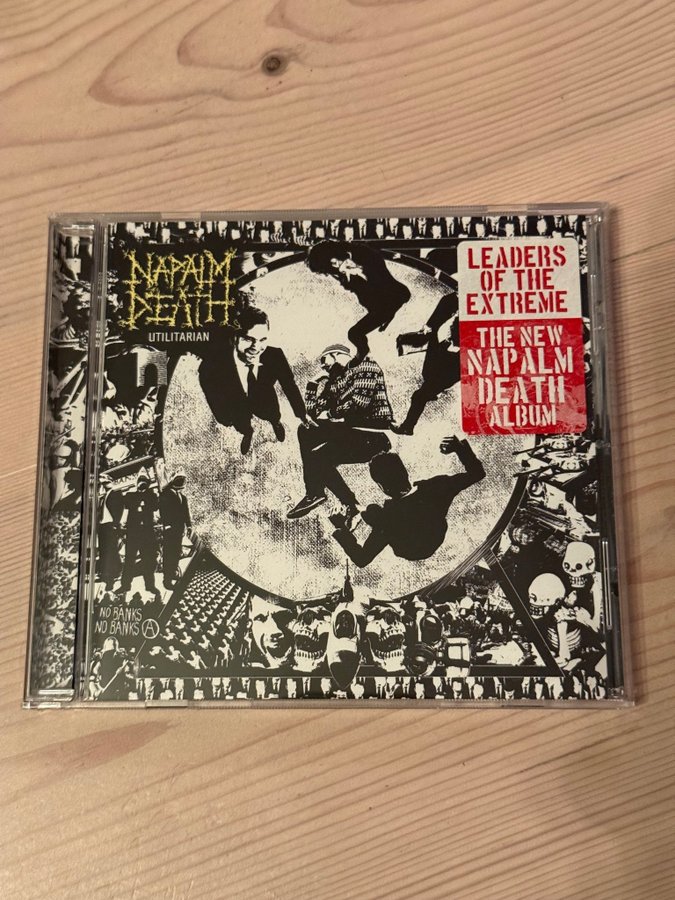 NAPALM
DEATH
UTILITARIAN
LEADERS
OF THE
EXTREME
THE NEW
NAPALM
DEATH
ALBUM
n
NO BANKS
NO BANKS Ⓐ